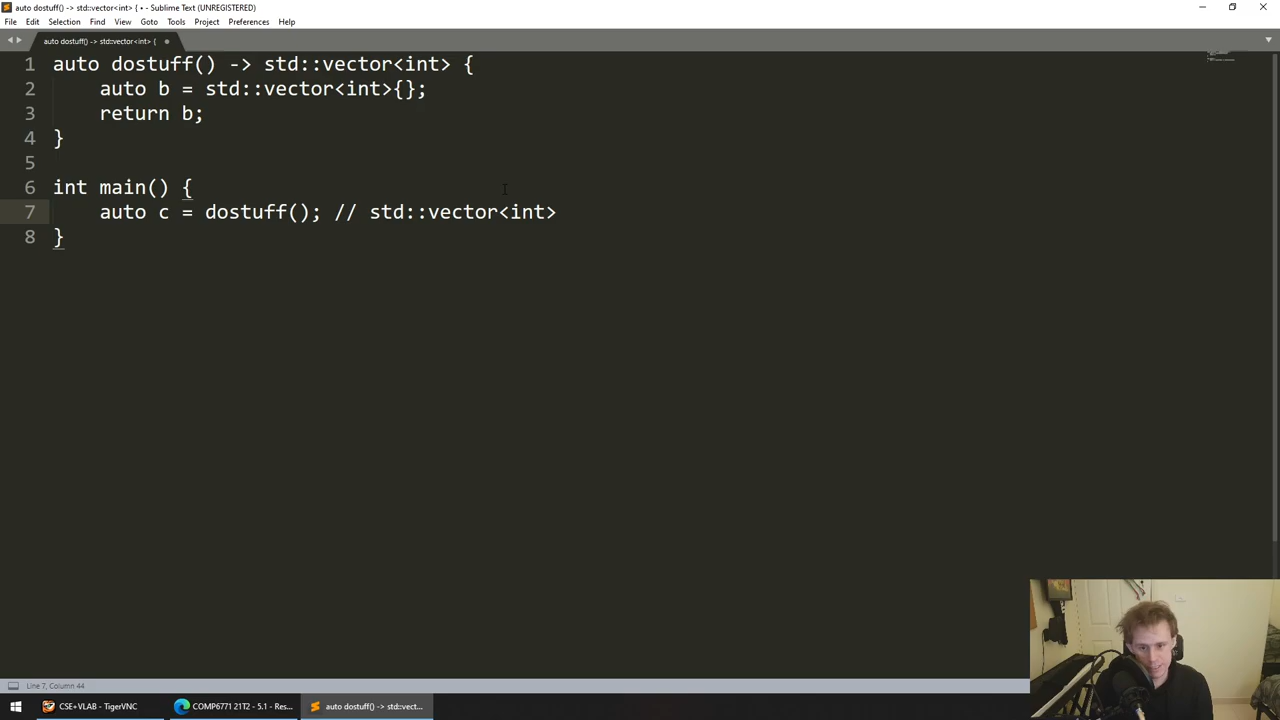 auto dostuff() -> std::vector<int> { • - Sublime Text (UNREGISTERED)
File Edit Selection Find View Goto Tools Project Preferences Help
auto dostuff() -> std::vector<int> {
1 auto dostuff() -> std::vector<int> {
2 auto b = std::vector<int>{};
3 return b;
4 }
5
6 int main() {
7 auto c = dostuff(); // std::vector<int>
8 }
Line 7, Column 44
CSE+VLAB - TigerVNC
COMP6771 21T2 - 5.1 - Res...
auto dostuff() -> std::vect...